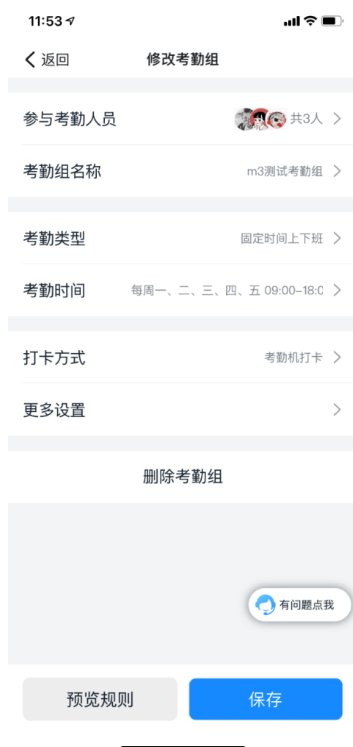 11:53
返回
修改考勤组
参与考勤人员 共3人
考勤组名称 m3测试考勤组
考勤类型 固定时间上下班
考勤时间 每周一、二、三、四、五 09:00-18:0
打卡方式 考勤机打卡
更多设置
删除考勤组
有问题点我
预览规则 保存